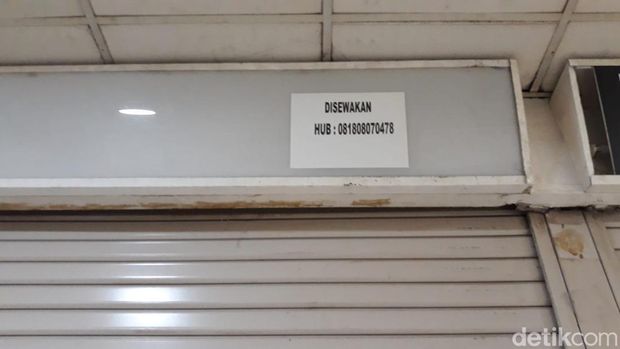 DISEWAKAN
HUB : 081808070478
detikcom